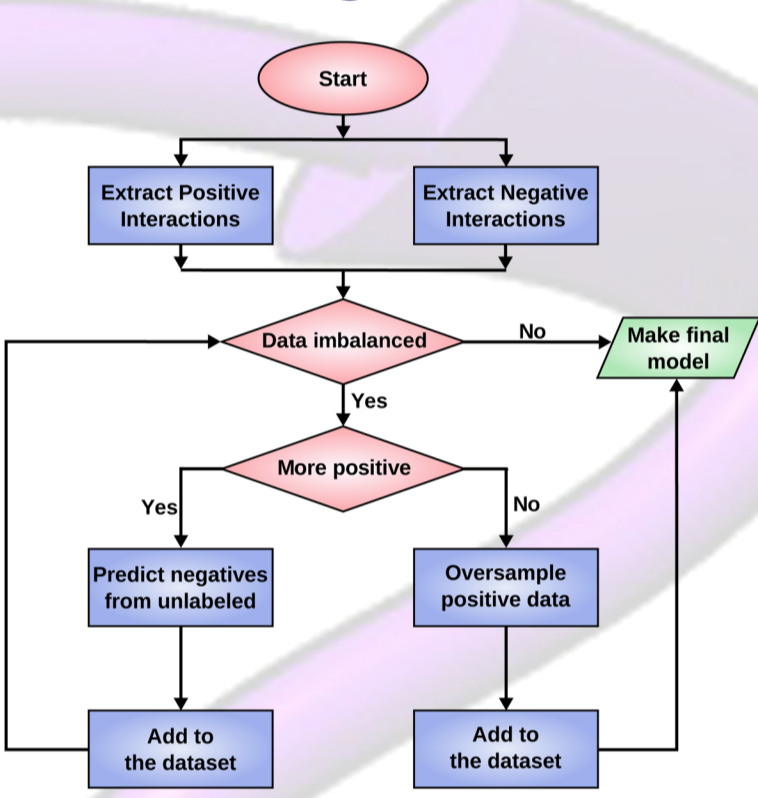 Start
Extract Positive
Interactions
Extract Negative
Interactions
Data imbalanced
No
Make final
model
Yes
More positive
Yes
No
Predict negatives
from unlabeled
Oversample
positive data
Add to
the dataset
Add to
the dataset